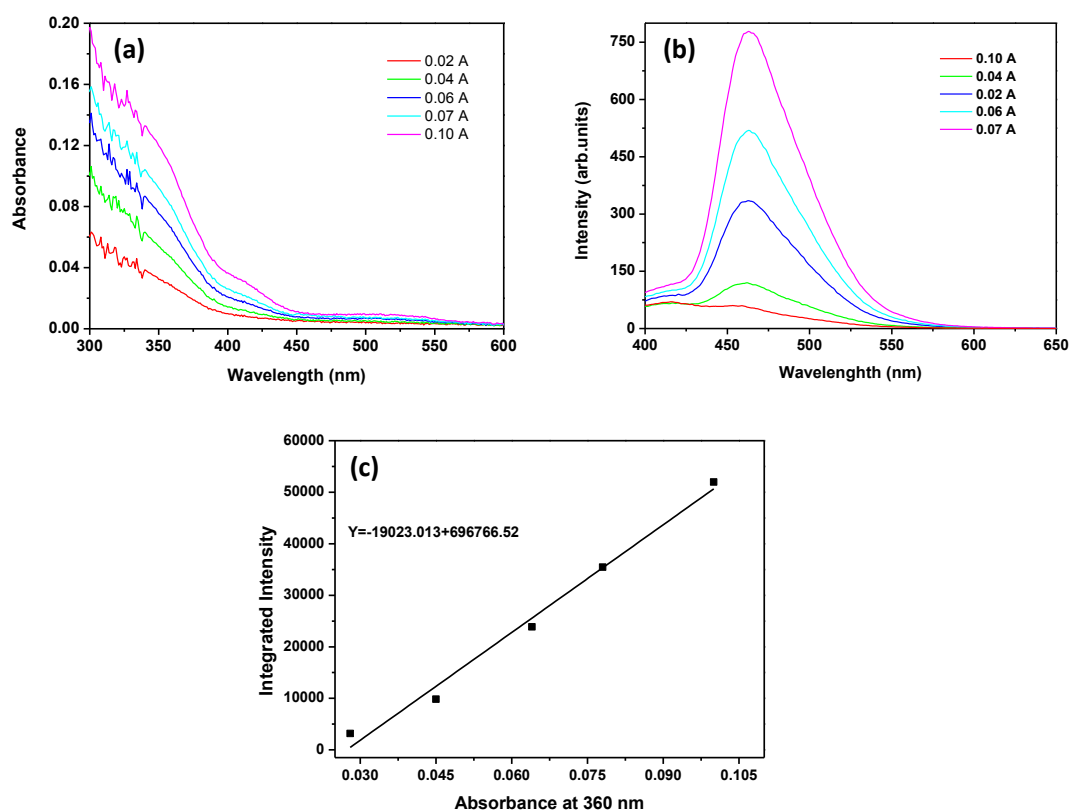 (a)
0.02 A
0.04 A
0.06 A
0.07 A
0.10 A
0.20
0.16
0.12
0.08
0.04
0.00
Absorbance
300 350 400 450 500 550 600
Wavelength (nm)
(b)
0.10 A
0.04 A
0.02 A
0.06 A
0.07 A
750
600
450
300
150
0
Intensity (arb.units)
400 450 500 550 600 650
Wavelenghth (nm)
(c)
Y=-19023.013+696766.52
60000
50000
40000
30000
20000
10000
0
Integrated Intensity
0.030 0.045 0.060 0.075 0.090 0.105
Absorbance at 360 nm